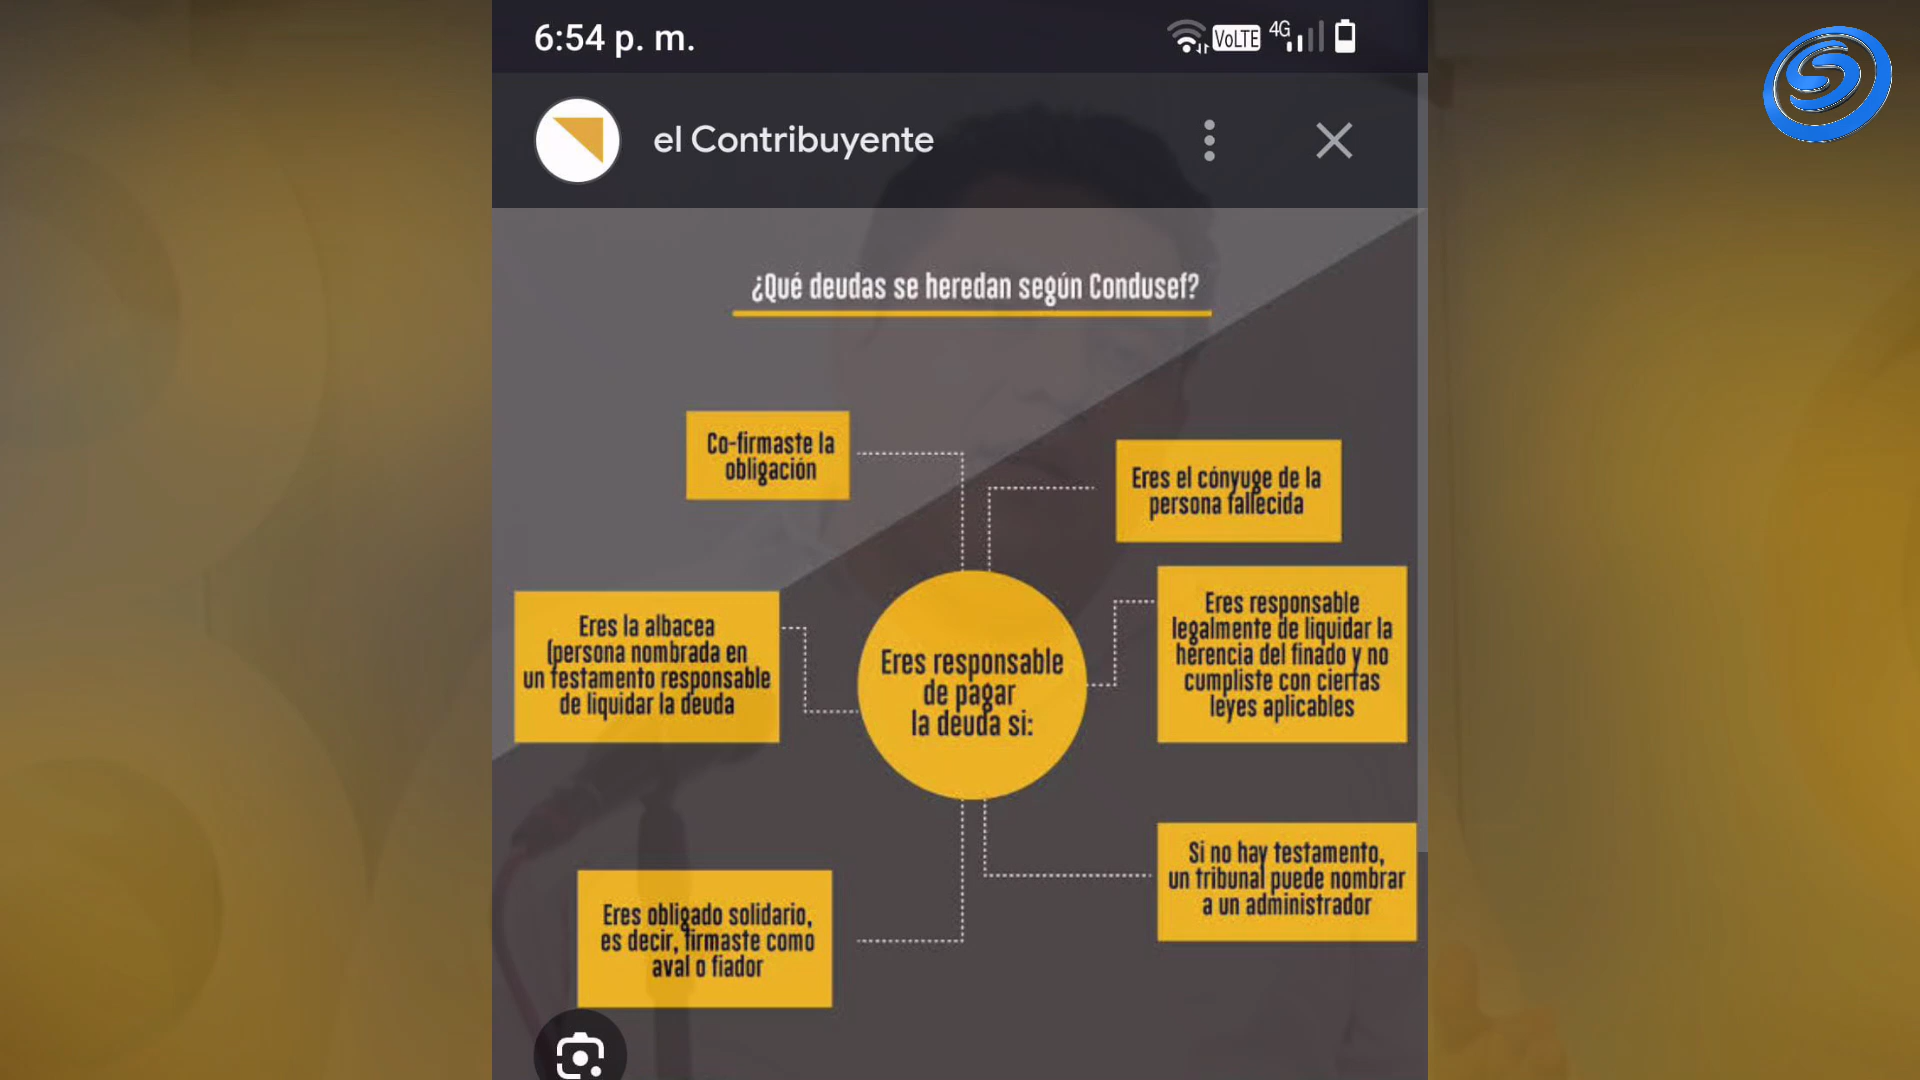 6:54 p. m.
VoLTE 4G
el Contribuyente
¿Qué deudas se heredan según Condusef?
Co-firmaste la
obligación
Eres el cónyuge de la
persona fallecida
Eres la albacea
(persona nombrada en
un testamento responsable
de liquidar la deuda
Eres responsable
de pagar
la deuda si:
Eres responsable
legalmente de liquidar la
herencia del finado y no
cumpliste con ciertas
leyes aplicables
Si no hay testamento,
un tribunal puede nombrar
a un administrador
Eres obligado solidario,
es decir, firmaste como
aval o fiador